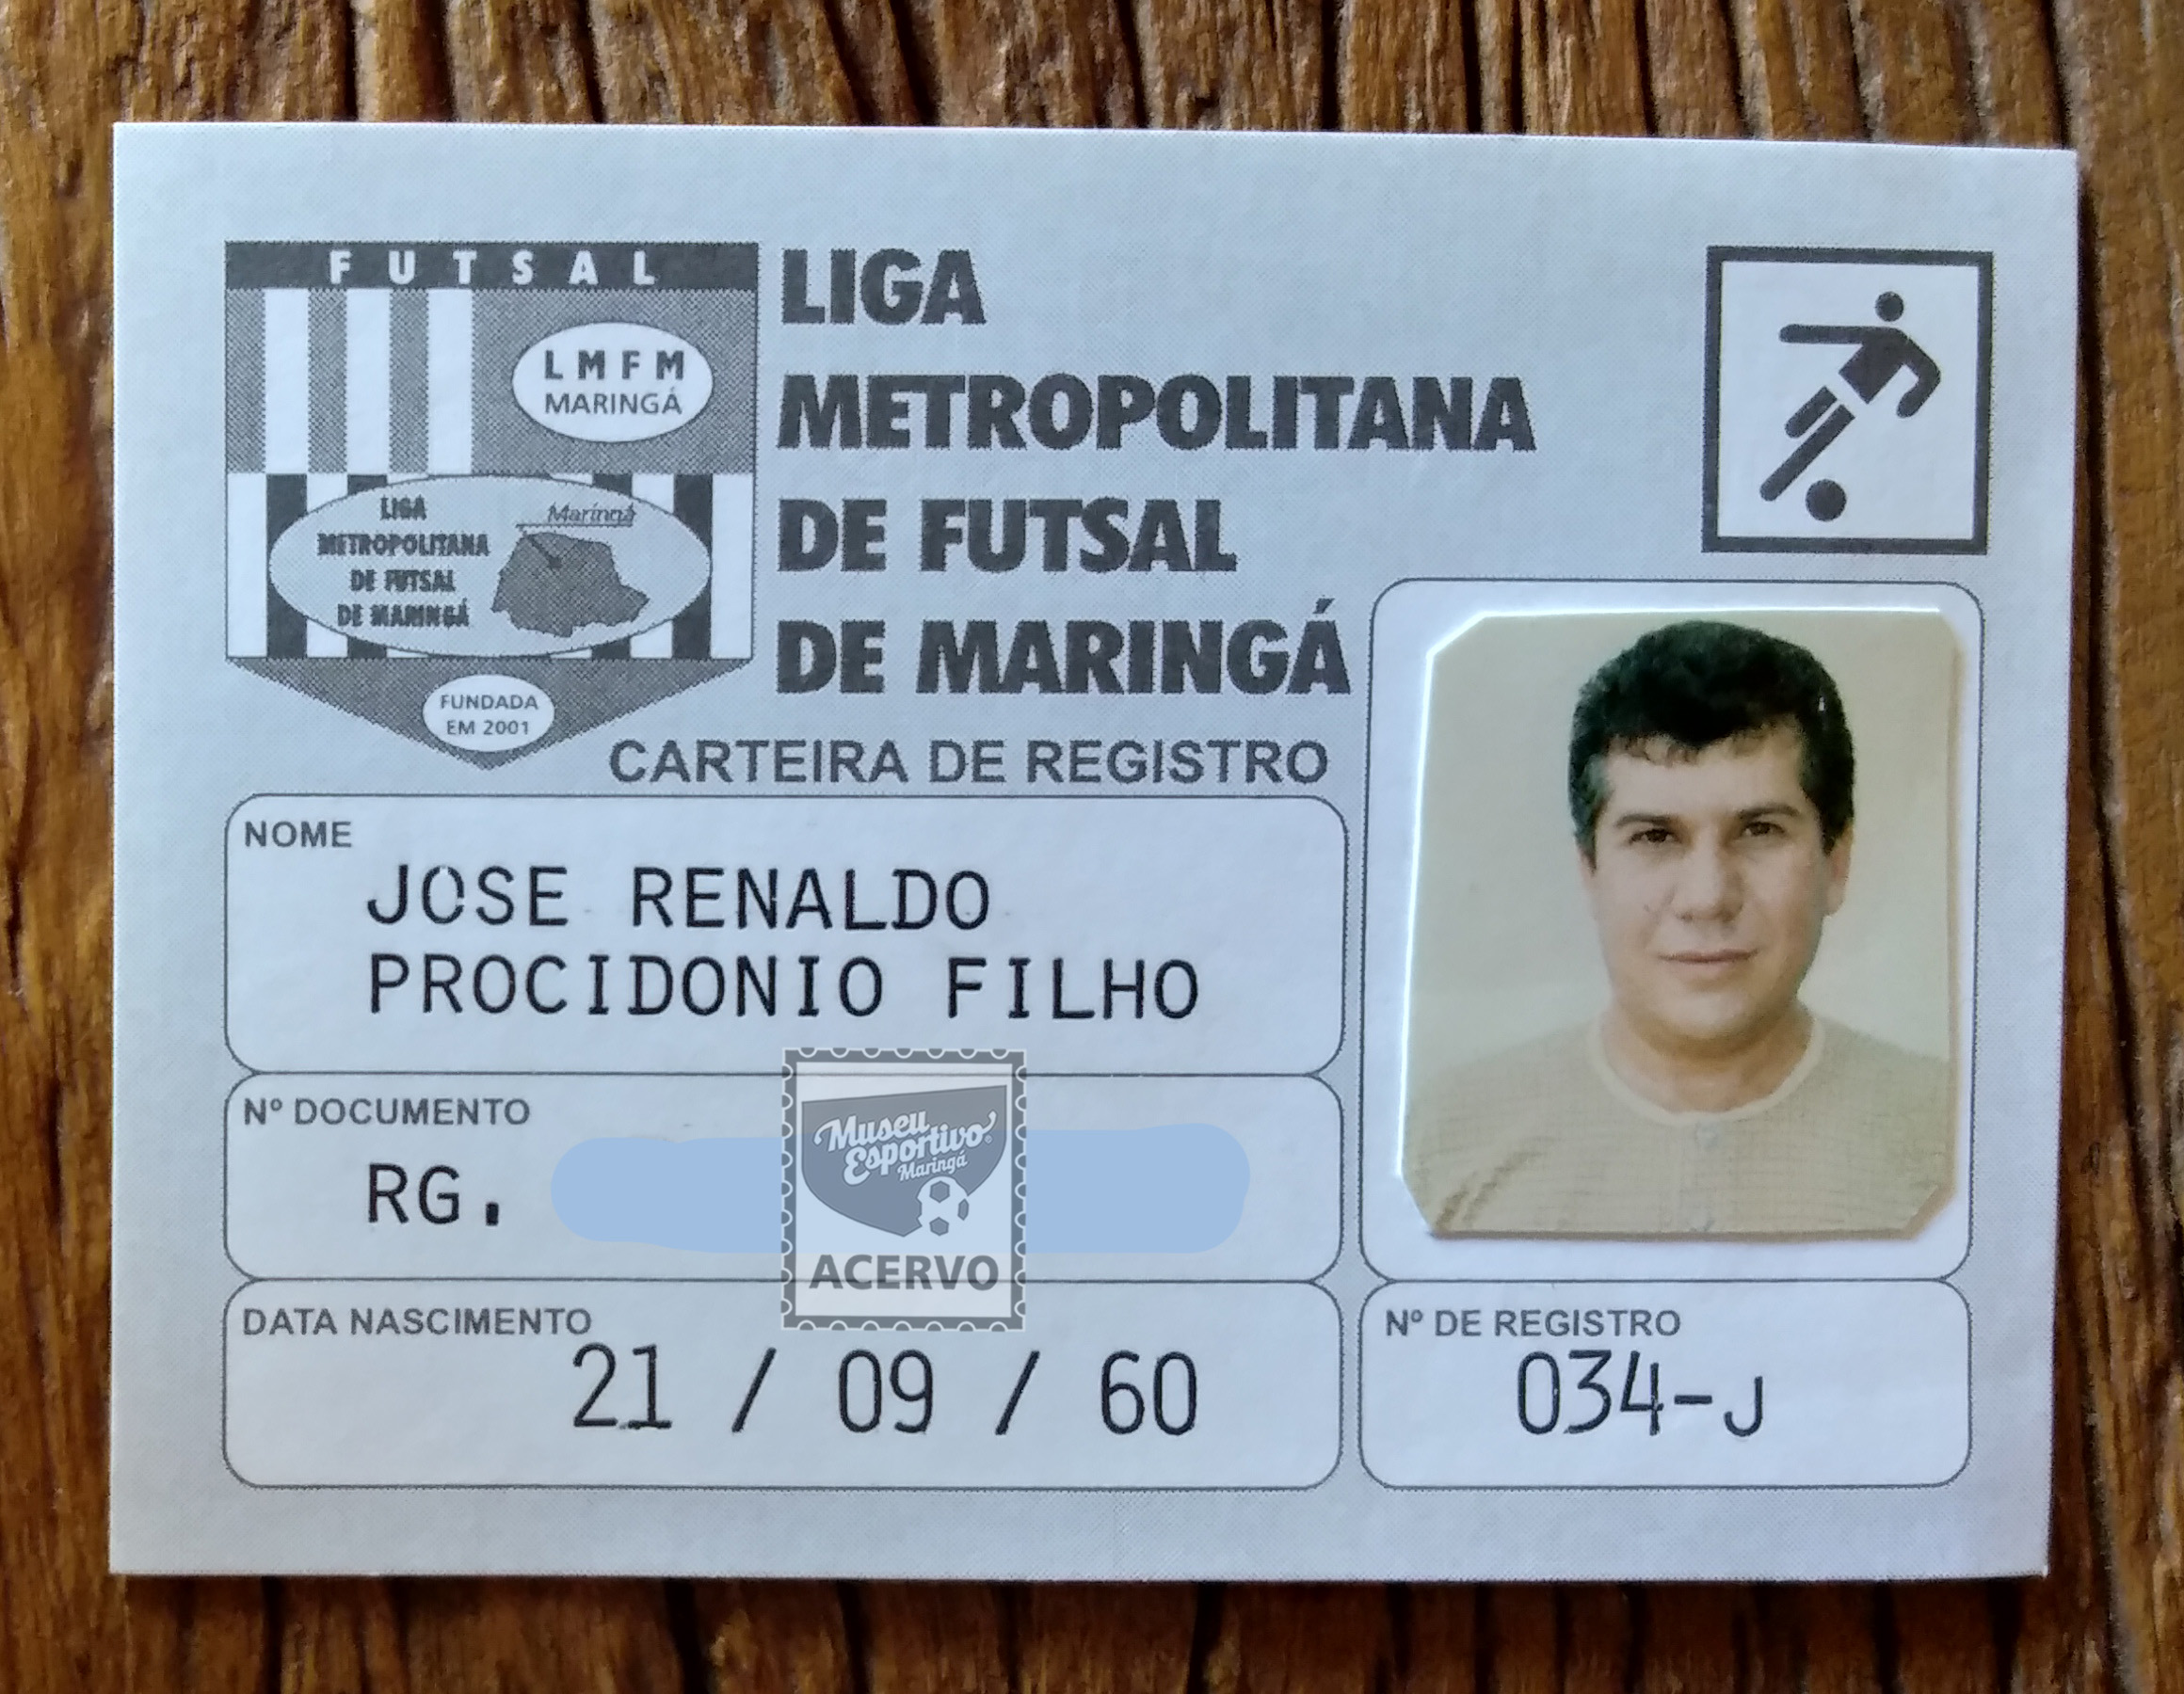 FUTSAL
LMFM
MARINGÁ
LIGA
METROPOLITANA
DE FUTSAL
DE MARINGÁ
Maringá
FUNDADA
EM 2001
LIGA
METROPOLITANA
DE FUTSAL
DE MARINGÁ
CARTEIRA DE REGISTRO
NOME
JOSE RENALDO
PROCIDONIO FILHO
Nº DOCUMENTO
RG.
Museu
Esportivo
Maringá
ACERVO
DATA NASCIMENTO
21 / 09 / 60
Nº DE REGISTRO
034-J